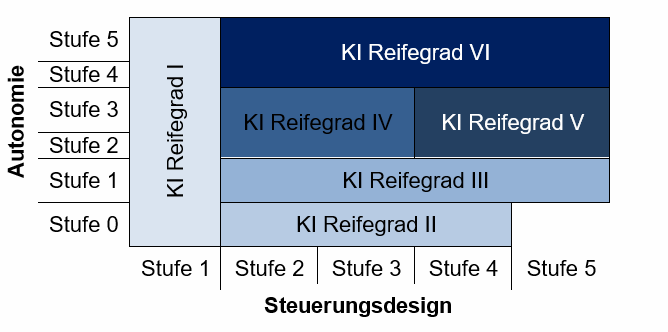 Autonomie
Stufe 5
Stufe 4
Stufe 3
Stufe 2
Stufe 1
Stufe 0
KI Reifegrad I
KI Reifegrad VI
KI Reifegrad IV
KI Reifegrad V
KI Reifegrad III
KI Reifegrad II
Stufe 1
Stufe 2
Stufe 3
Stufe 4
Stufe 5
Steuerungsdesign